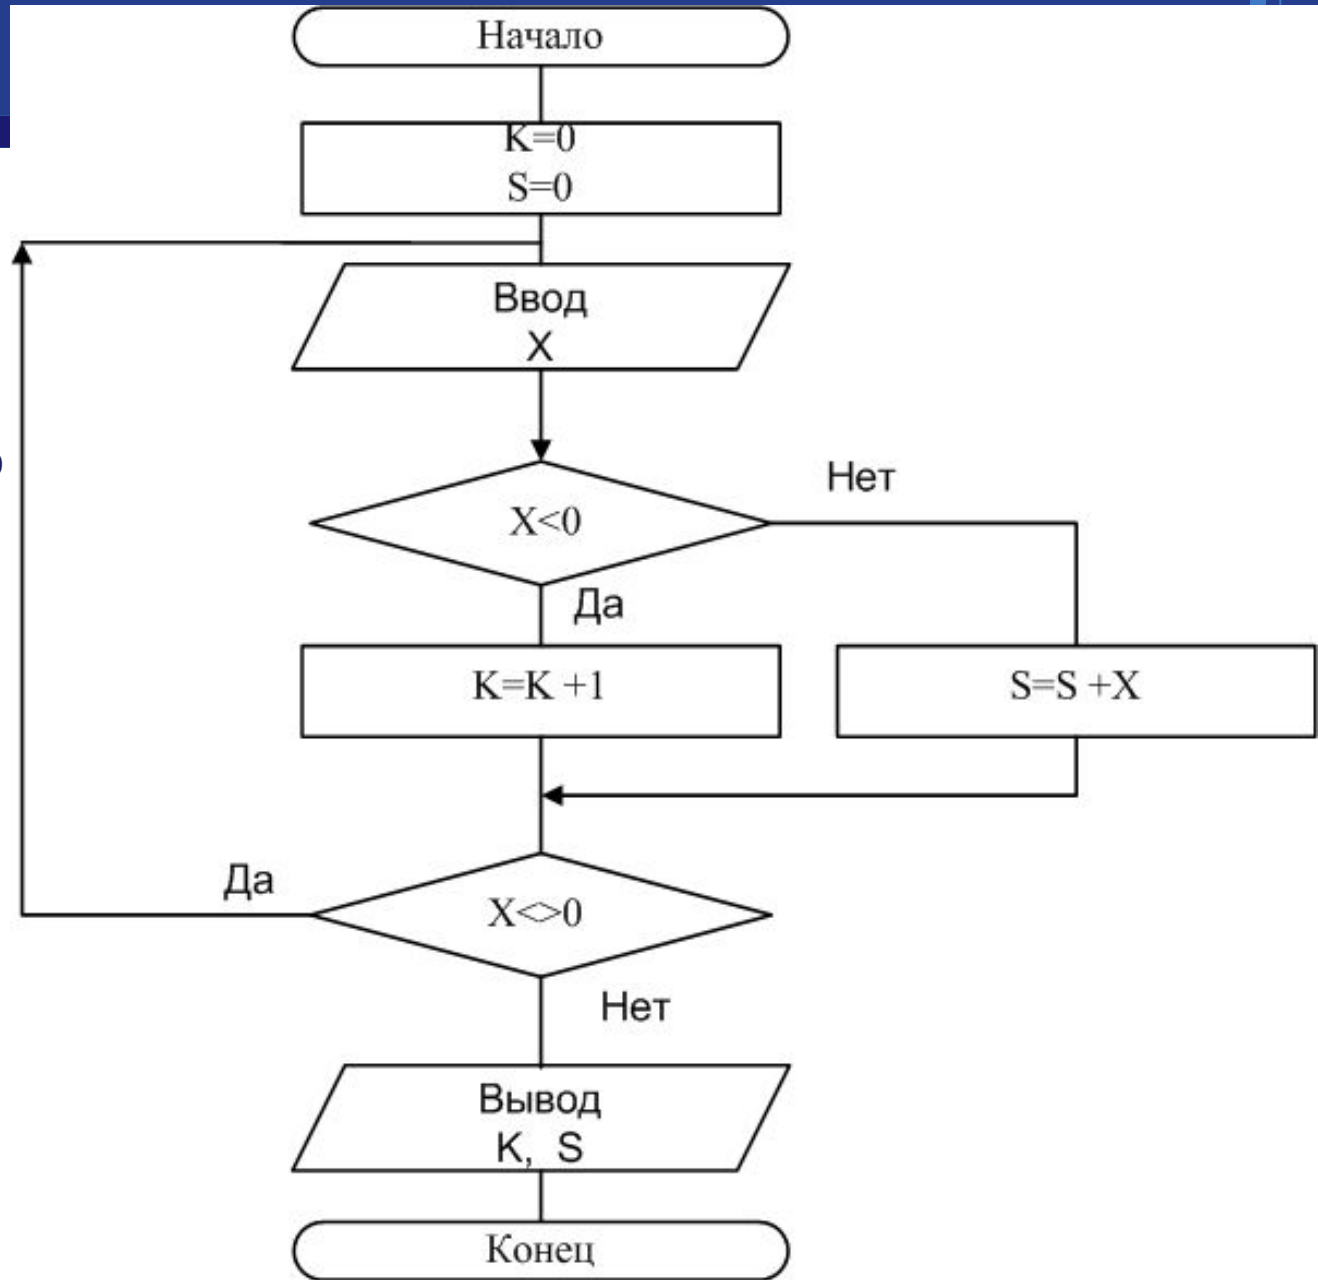 Начало
K=0
S=0
Ввод
X
X<0
Нет
Да
K=K +1
S=S +X
Да
X<>0
Нет
Вывод
K, S
Конец